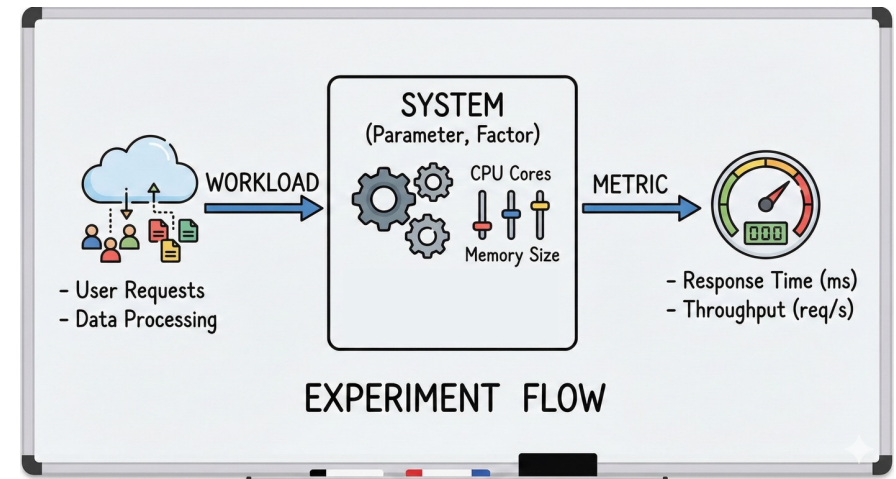 SYSTEM
(Parameter, Factor)
WORKLOAD
CPU Cores
Memory Size
METRIC
000
- User Requests
- Data Processing
- Response Time (ms)
- Throughput (req/s)
EXPERIMENT FLOW